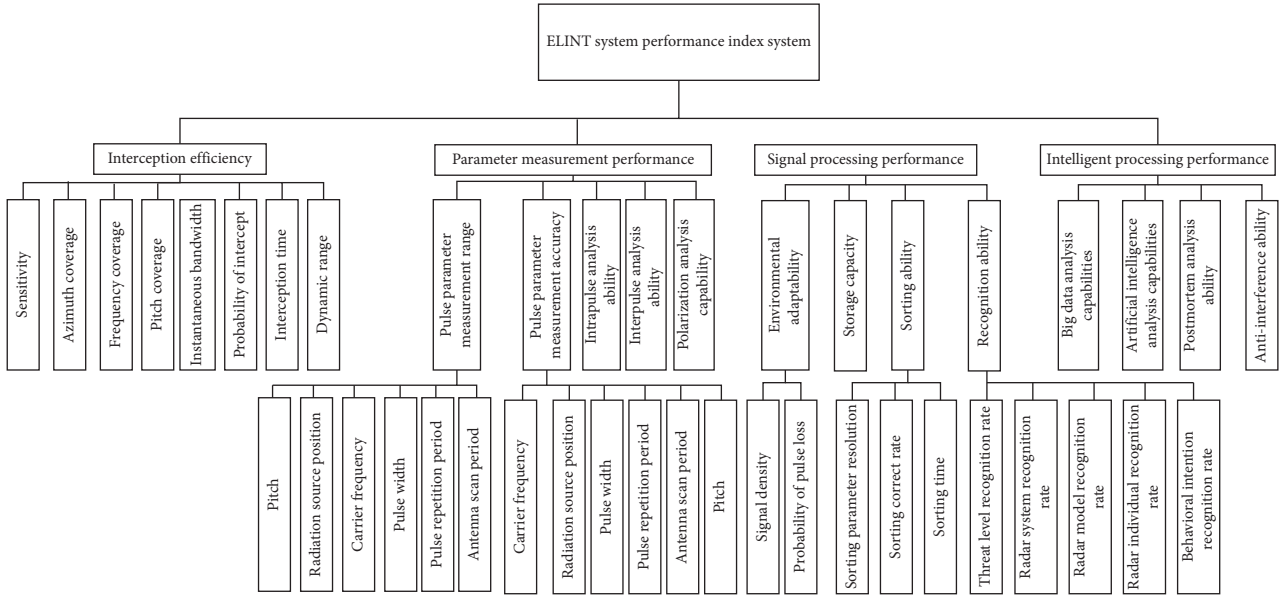 ELINT system performance index system
Interception efficiency
Parameter measurement performance
Signal processing performance
Intelligent processing performance
Sensitivity
Azimuth coverage
Frequency coverage
Pitch coverage
Instantaneous bandwidth
Probability of intercept
Interception time
Dynamic range
Pulse parameter
measurement range
Pulse parameter
measurement accuracy
Intrapulse analysis
ability
Interpulse analysis
ability
Polarization analysis
capability
Environmental
adaptability
Storage capacity
Sorting ability
Recognition ability
Big data analysis
capabilities
Artificial intelligence
analysis capabilities
Postmortem analysis
ability
Anti-interference ability
Pitch
Radiation source position
Carrier frequency
Pulse width
Pulse repetition period
Antenna scan period
Carrier frequency
Radiation source position
Pulse width
Pulse repetition period
Antenna scan period
Pitch
Signal density
Probability of pulse loss
Sorting parameter resolution
Sorting correct rate
Sorting time
Threat level recognition rate
Radar system recognition
rate
Radar model recognition
rate
Radar individual recognition
rate
Behavioral intention
recognition rate